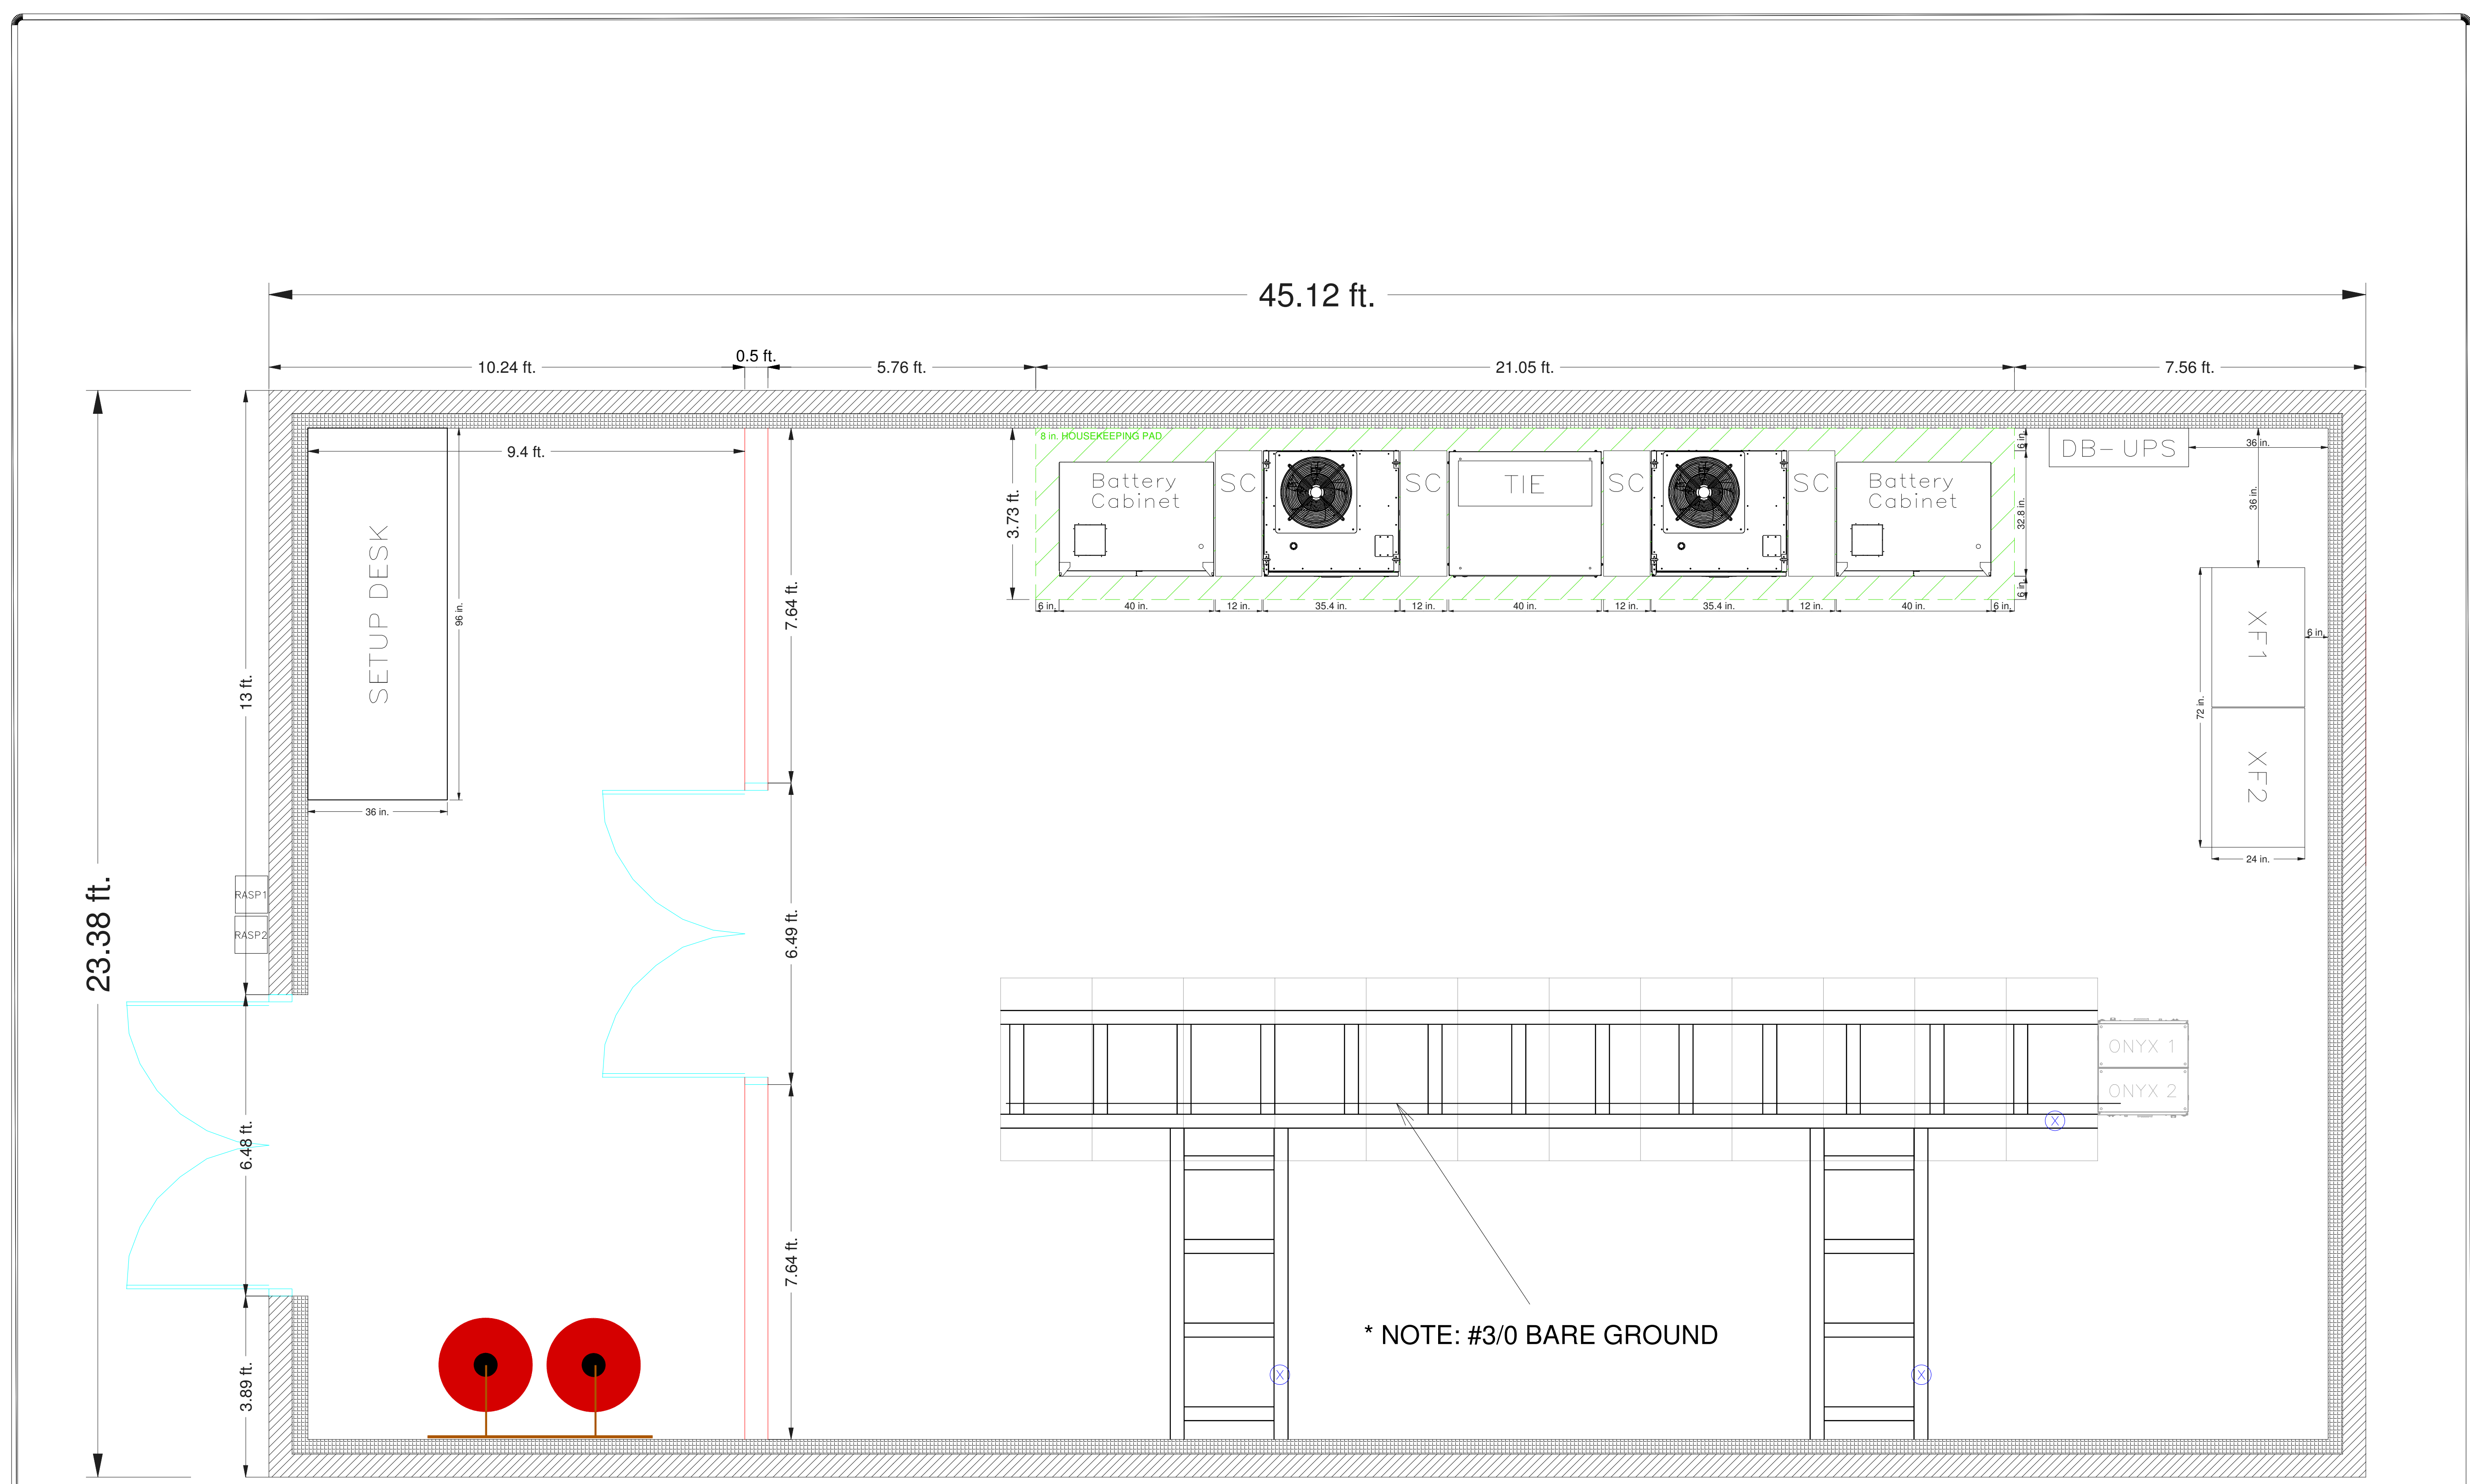 45.12 ft.
10.24 ft.
0.5 ft.
5.76 ft.
21.05 ft.
7.56 ft.
23.38 ft.
13 ft.
6.48 ft.
3.89 ft.
9.4 ft.
SETUP DESK
96 in.
36 in.
RASP1
RASP2
7.64 ft.
6.49 ft.
7.64 ft.
3.73 ft.
8 in. HOUSEKEEPING PAD
Battery
Cabinet
SC
SC
TIE
SC
SC
Battery
Cabinet
6 in.
32.8 in.
6 in.
6 in.
40 in.
12 in.
35.4 in.
12 in.
40 in.
12 in.
35.4 in.
12 in.
40 in.
6 in.
DB-UPS
36 in.
36 in.
XF1
6 in.
72 in.
XF2
24 in.
ONYX 1
ONYX 2
X
* NOTE: #3/0 BARE GROUND
X
X